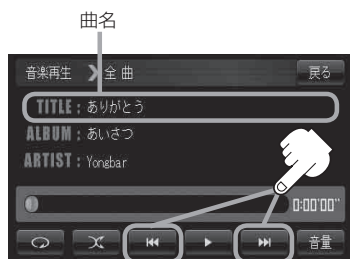 曲名
音楽再生 全曲 戻る
TITLE : ありがとう
ALBUM : あいさつ
ARTIST : Yongbar
0:00'00"
音量